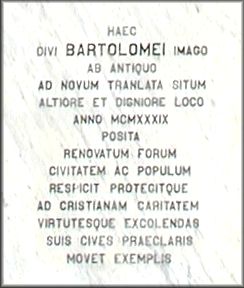 HAEC
DIVI BARTOLOMEI IMAGO
AB ANTIQUO
AD NOVUM TRANLATA SITUM
ALTIORE ET DIGNIORE LOCO
ANNO MCMXXXIX
POSITA
RENOVATUM FORUM
CIVITATEM AC POPULUM
RESPICIT PROTEGITQUE
AD CRISTIANAM CARITATEM
VIRTUTESQUE EXCOLENDAS
SUIS CIVES PRAECLARIS
MOVET EXEMPLIS